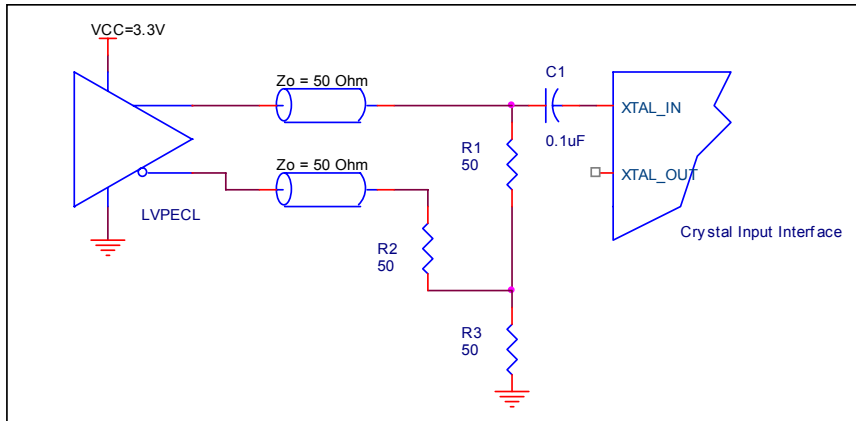 VCC=3.3V
Zo = 50 Ohm
C1
XTAL_IN
R1
50
0.1uF
Zo = 50 Ohm
XTAL_OUT
LVPECL
R2
50
Crystal Input Interface
R3
50